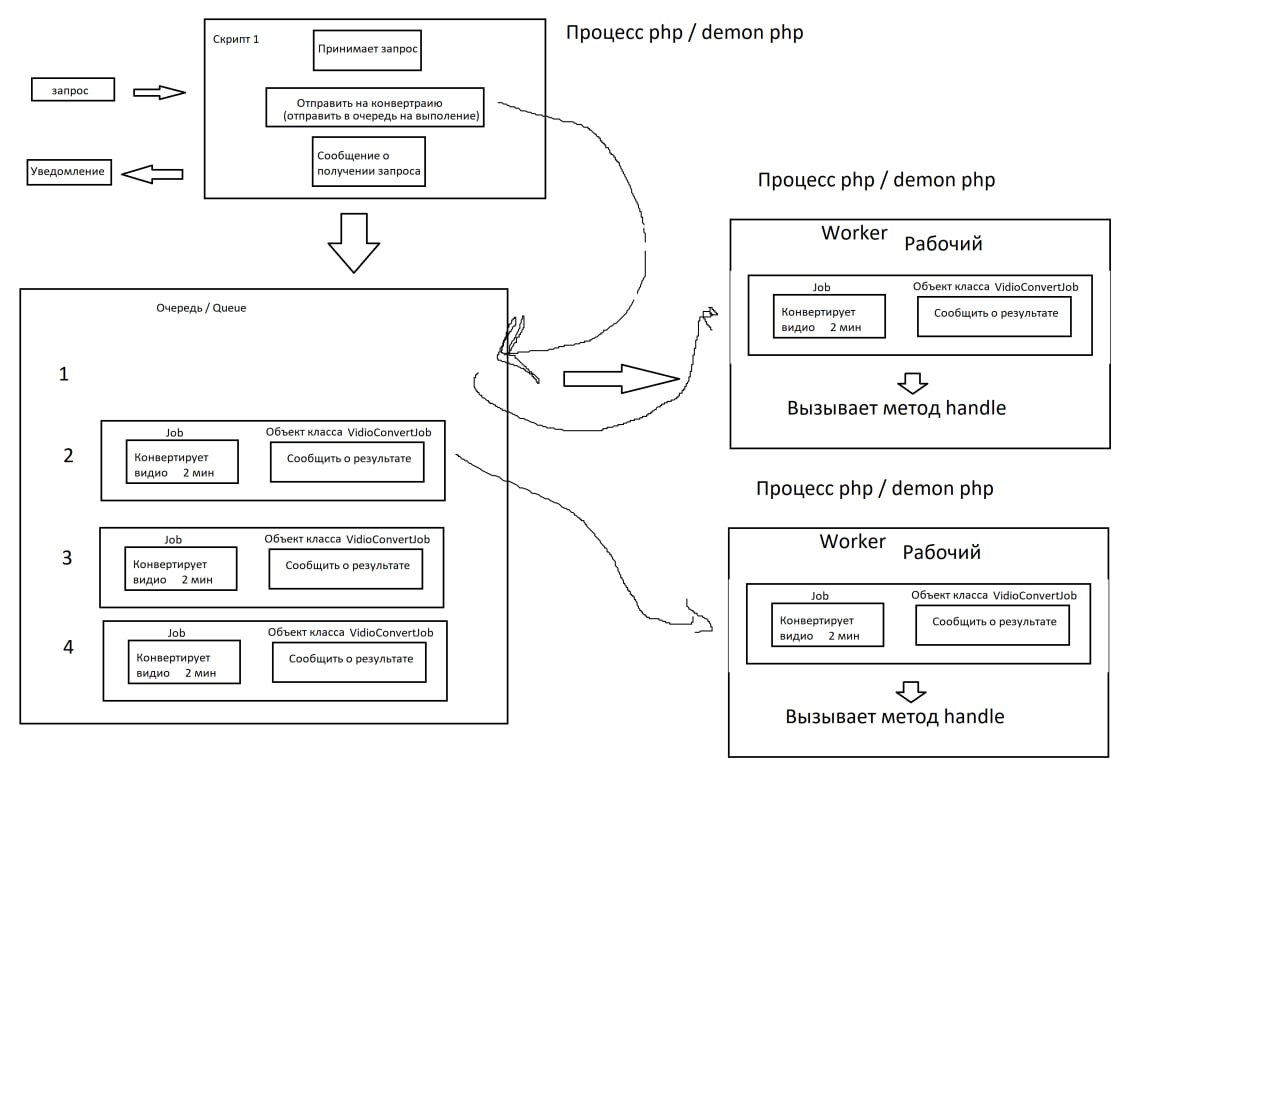 Процесс php / demon php
Скрипт 1
Принимает запрос
запрос
Отправить на конвертраию
(отправить в очередь на выполение)
Сообщение о
получении запроса
Уведомление
Очередь / Queue
1
2
Job
Объект класса VidioConvertJob
Конвертирует
видио 2 мин
Сообщить о результате
3
Job
Объект класса VidioConvertJob
Конвертирует
видио 2 мин
Сообщить о результате
4
Job
Объект класса VidioConvertJob
Конвертирует
видио 2 мин
Сообщить о результате
Процесс php / demon php
Worker
Рабочий
Job
Объект класса VidioConvertJob
Конвертирует
видио 2 мин
Сообщить о результате
Вызывает метод handle
Процесс php / demon php
Worker
Рабочий
Job
Объект класса VidioConvertJob
Конвертирует
видио 2 мин
Сообщить о результате
Вызывает метод handle